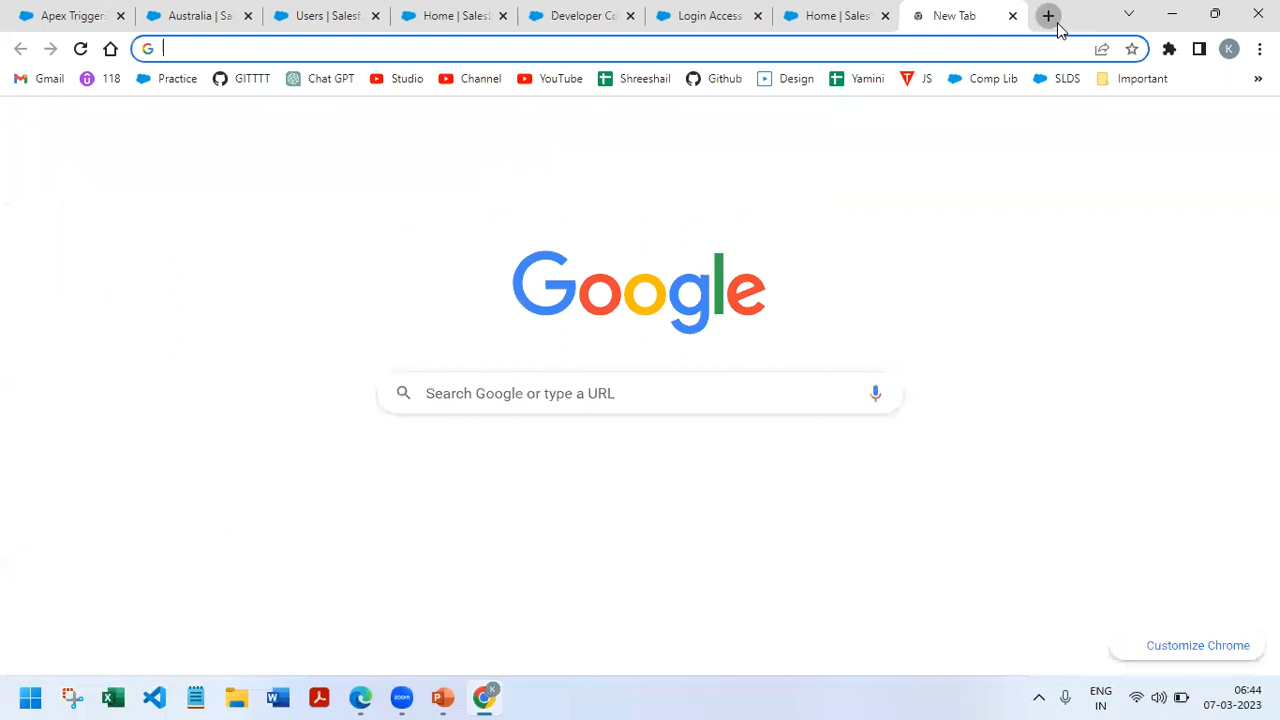 Apex Trigger
Australia | Sa
Users | Salesf
Home | Sales
Developer Co
Login Access
Home | Sales
New Tab
K
Gmail
118
Practice
GITTTT
Chat GPT
Studio
Channel
YouTube
Shreeshail
Github
Design
Yamini
JS
Comp Lib
SLDS
Important
Google
Search Google or type a URL
Customize Chrome
zoom
ENG
IN
06:44
07-03-2023